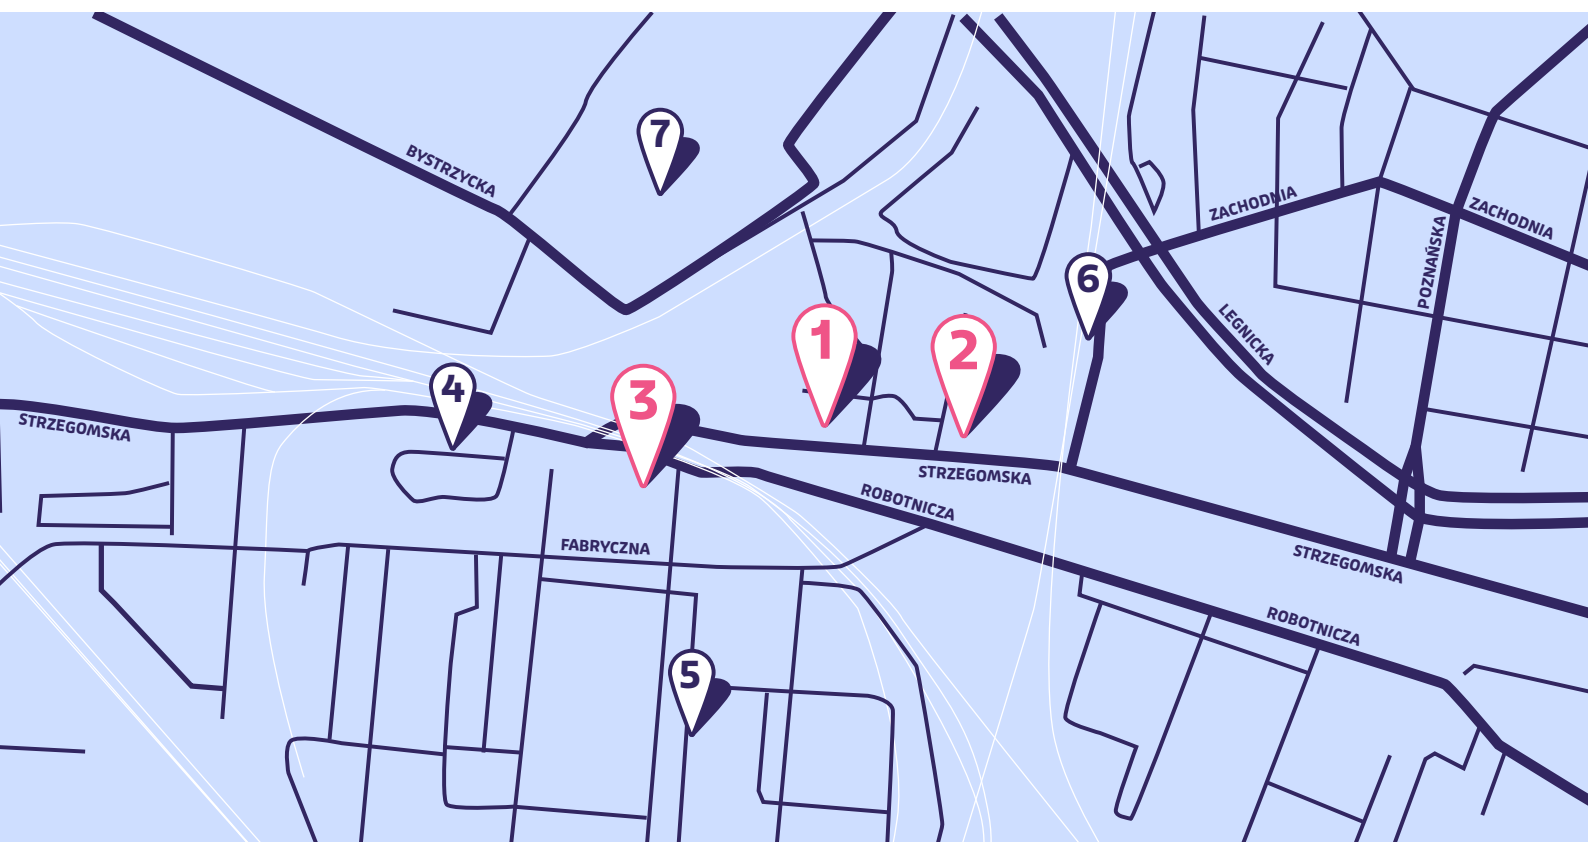 7
BYSTRZYCKA
ZACHODNIA
ZACHODNIA
POZNAŃSKA
6
LEGNICKA
1
2
3
4
STRZEGOMSKA
STRZEGOMSKA
ROBOTNICZA
FABRYCZNA
STRZEGOMSKA
ROBOTNICZA
5